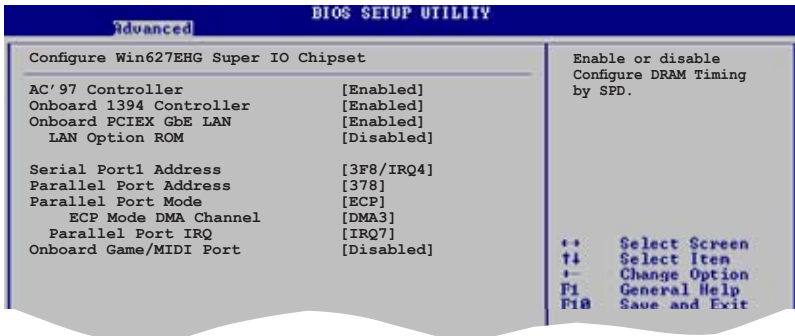 BIOS SETUP UTILITY
Advanced
Configure Win627EHG Super IO Chipset
AC'97 Controller [Enabled]
Onboard 1394 Controller [Enabled]
Onboard PCIEX GbE LAN [Enabled]
LAN Option ROM [Disabled]
Serial Port1 Address [3F8/IRQ4]
Parallel Port Address [378]
Parallel Port Mode [ECP]
ECP Mode DMA Channel [DMA3]
Parallel Port IRQ [IRQ7]
Onboard Game/MIDI Port [Disabled]
Enable or disable
Configure DRAM Timing
by SPD.
←→ Select Screen
↑↓ Select Item
+- Change Option
F1 General Help
F10 Save and Exit